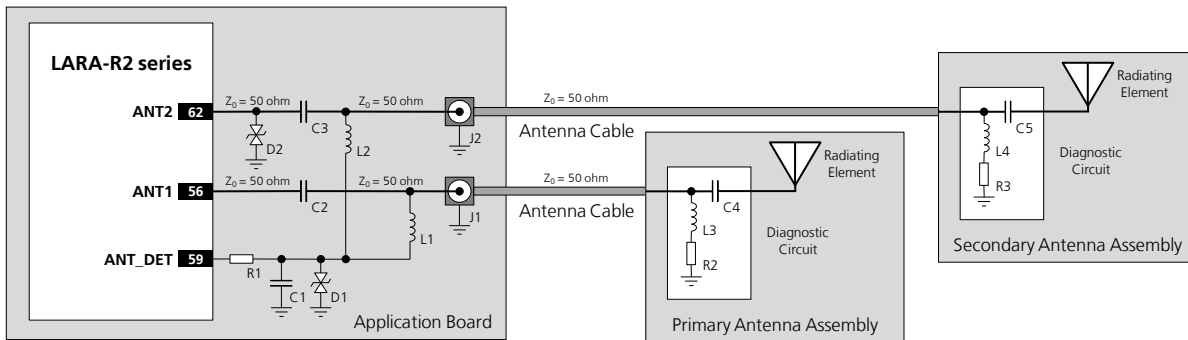 LARA-R2 series
ANT2 62
Z0 = 50 ohm
C3
Z0 = 50 ohm
D2
L2
J2
Z0 = 50 ohm
Antenna Cable
ANT1 56
Z0 = 50 ohm
C2
Z0 = 50 ohm
L1
J1
Z0 = 50 ohm
Antenna Cable
ANT_DET 59
R1
C1
D1
Application Board
Radiating
Element
C4
L3
R2
Diagnostic
Circuit
Primary Antenna Assembly
Radiating
Element
C5
L4
R3
Diagnostic
Circuit
Secondary Antenna Assembly